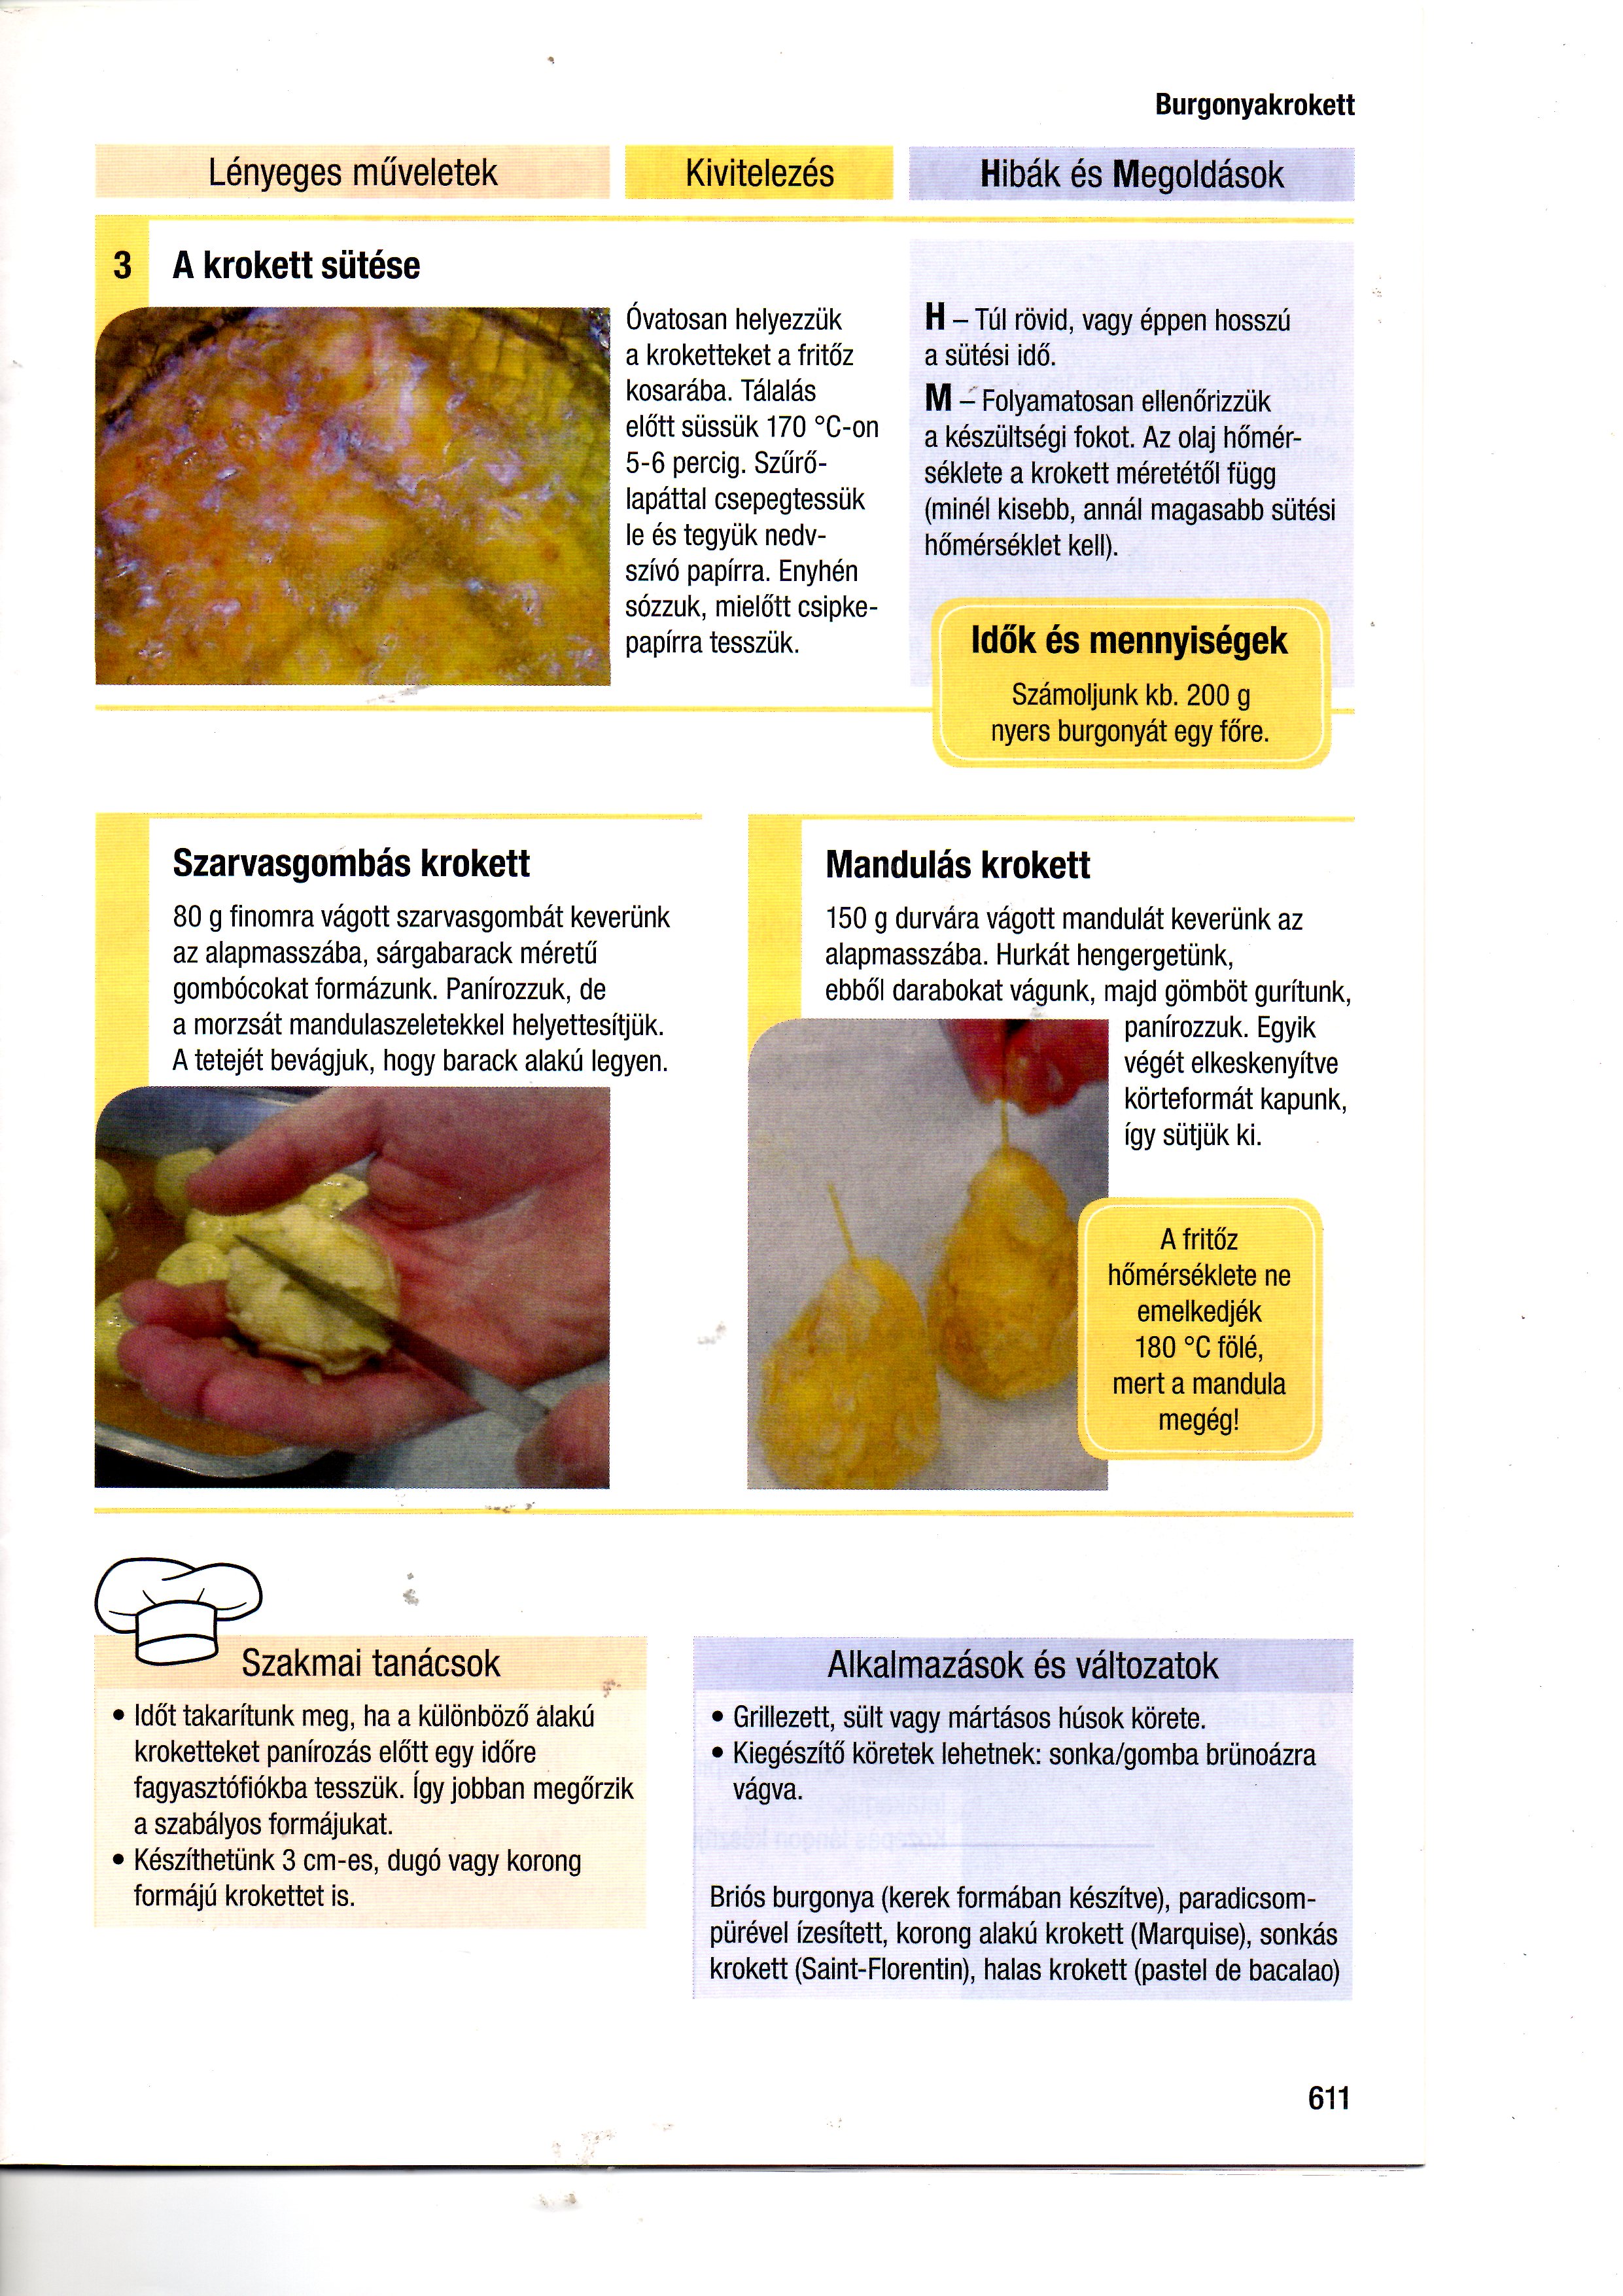 Burgonyakrokett
Lényeges műveletek
Kivitelezés
Hibák és Megoldások
3 A krokett sütése
Óvatosan helyezzük
a kroketteket a fritőz
kosarába. Tálalás
előtt süssük 170 °C-on
5-6 percig. Szűrő-
lapáttal csepegtessük
le és tegyük nedv-
szívó papírra. Enyhén
sózzuk, mielőtt csipke-
papírra tesszük.
H – Túl rövid, vagy éppen hosszú
a sütési idő.
M – Folyamatosan ellenőrizzük
a készültségi fokot. Az olaj hőmér-
séklete a krokett méretétől függ
(minél kisebb, annál magasabb sütési
hőmérséklet kell).
Idők és mennyiségek
Számoljunk kb. 200 g
nyers burgonyát egy főre.
Szarvasgombás krokett
80 g finomra vágott szarvasgombát keverünk
az alapmasszába, sárgabarack méretű
gombócokat formázunk. Panírozzuk, de
a morzsát mandulaszeletekkel helyettesítjük.
A tetejét bevágjuk, hogy barack alakú legyen.
Mandulás krokett
150 g durvára vágott mandulát keverünk az
alapmasszába. Hurkát hengergetünk,
ebből darabokat vágunk, majd gömböt gurítunk,
panírozzuk. Egyik
végét elkeskenyítve
körteformát kapunk,
így sütjük ki.
A fritőz
hőmérséklete ne
emelkedjék
180 °C fölé,
mert a mandula
megég!
Szakmai tanácsok
• Időt takarítunk meg, ha a különböző alakú
kroketteket panírozás előtt egy időre
fagyasztófiókba tesszük. Így jobban megőrzik
a szabályos formájukat.
• Készíthetünk 3 cm-es, dugó vagy korong
formájú krokettet is.
Alkalmazások és változatok
• Grillezett, sült vagy mártásos húsok körete.
• Kiegészítő köretek lehetnek: sonka/gomba brünoázra
vágva.
Briós burgonya (kerek formában készítve), paradicsom-
pürével ízesített, korong alakú krokett (Marquise), sonkás
krokett (Saint-Florentin), halas krokett (pastel de bacalao)
611